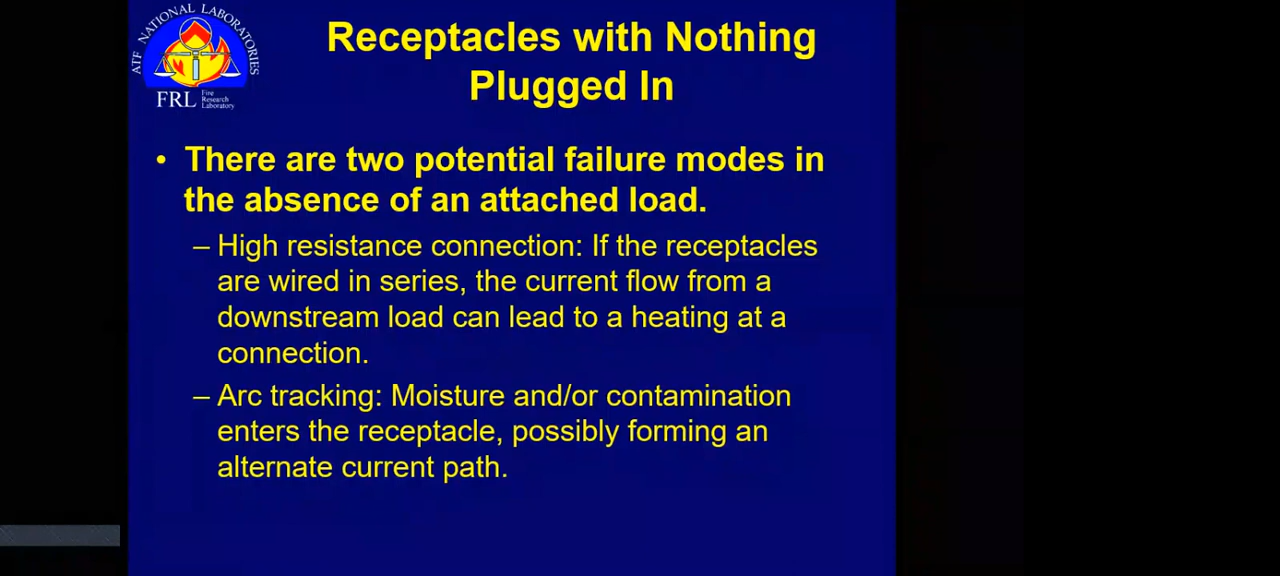 ATF NATIONAL LABORATORIES
FRL Fire Research Laboratory
Receptacles with Nothing
Plugged In
• There are two potential failure modes in
the absence of an attached load.
– High resistance connection: If the receptacles
are wired in series, the current flow from a
downstream load can lead to a heating at a
connection.
– Arc tracking: Moisture and/or contamination
enters the receptacle, possibly forming an
alternate current path.